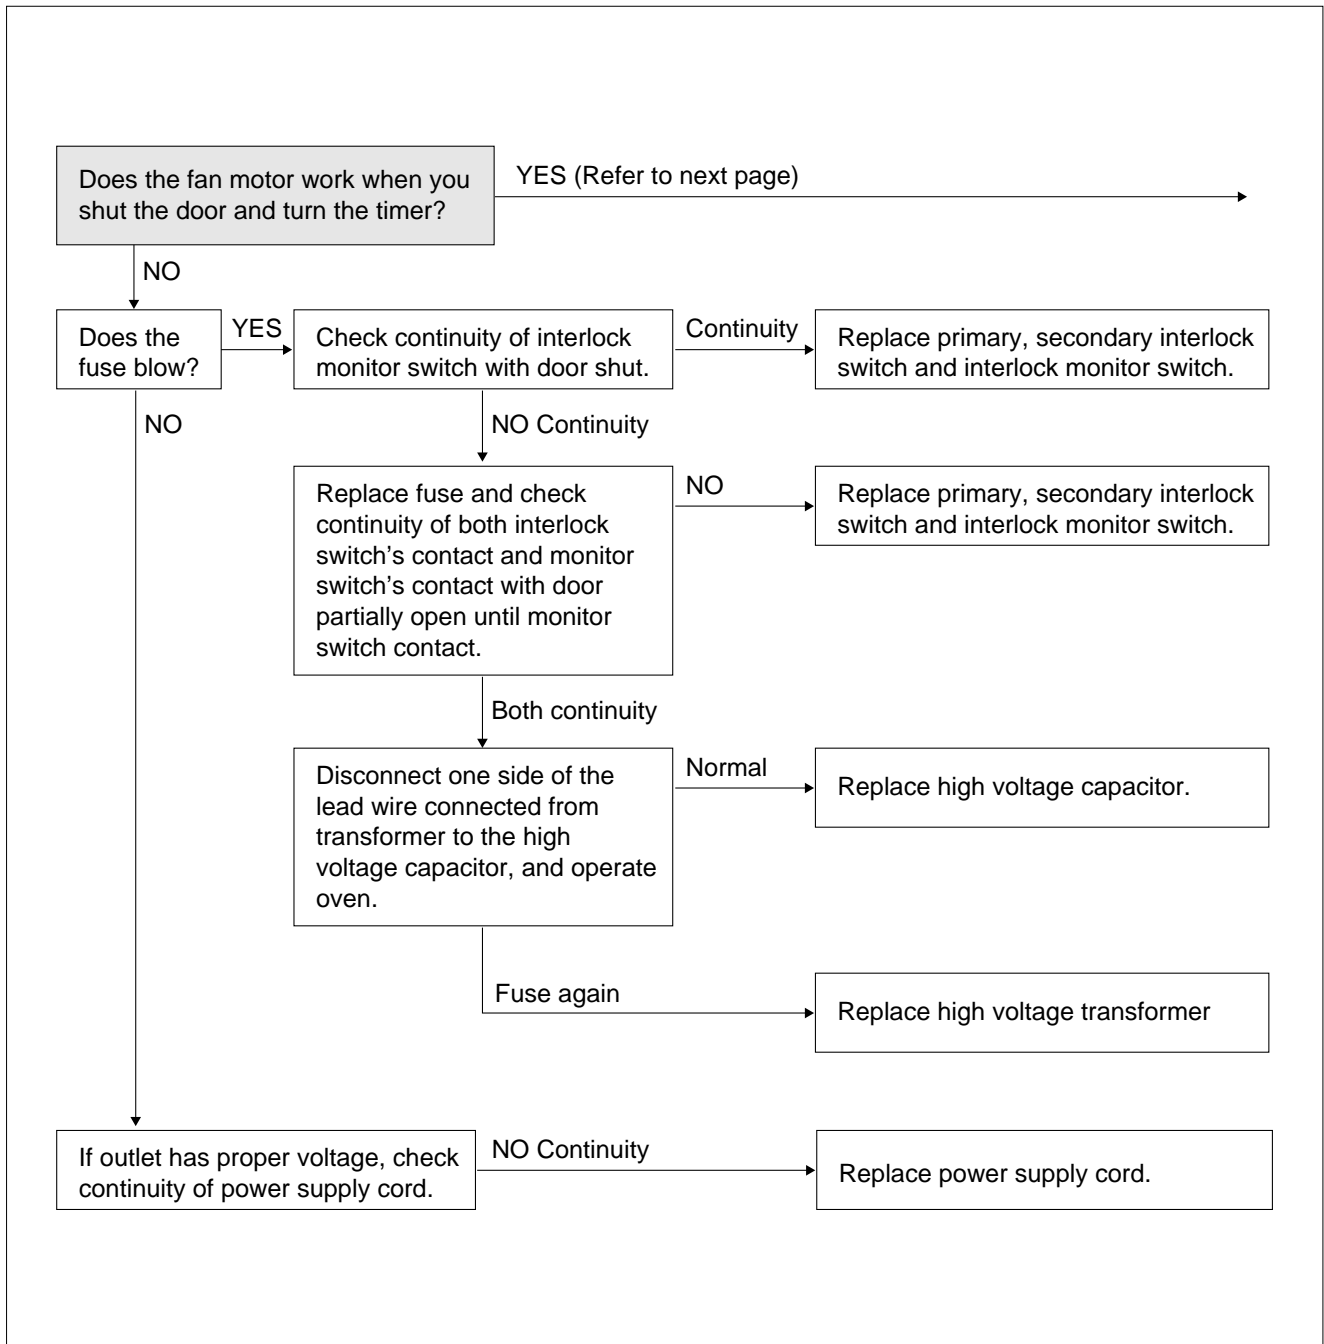 Does the fan motor work when you
shut the door and turn the timer?
YES (Refer to next page)
NO
Does the
fuse blow?
YES
Check continuity of interlock
monitor switch with door shut.
Continuity
Replace primary, secondary interlock
switch and interlock monitor switch.
NO
NO Continuity
Replace fuse and check
continuity of both interlock
switch’s contact and monitor
switch’s contact with door
partially open until monitor
switch contact.
NO
Replace primary, secondary interlock
switch and interlock monitor switch.
Both continuity
Disconnect one side of the
lead wire connected from
transformer to the high
voltage capacitor, and operate
oven.
Normal
Replace high voltage capacitor.
Fuse again
Replace high voltage transformer
If outlet has proper voltage, check
continuity of power supply cord.
NO Continuity
Replace power supply cord.